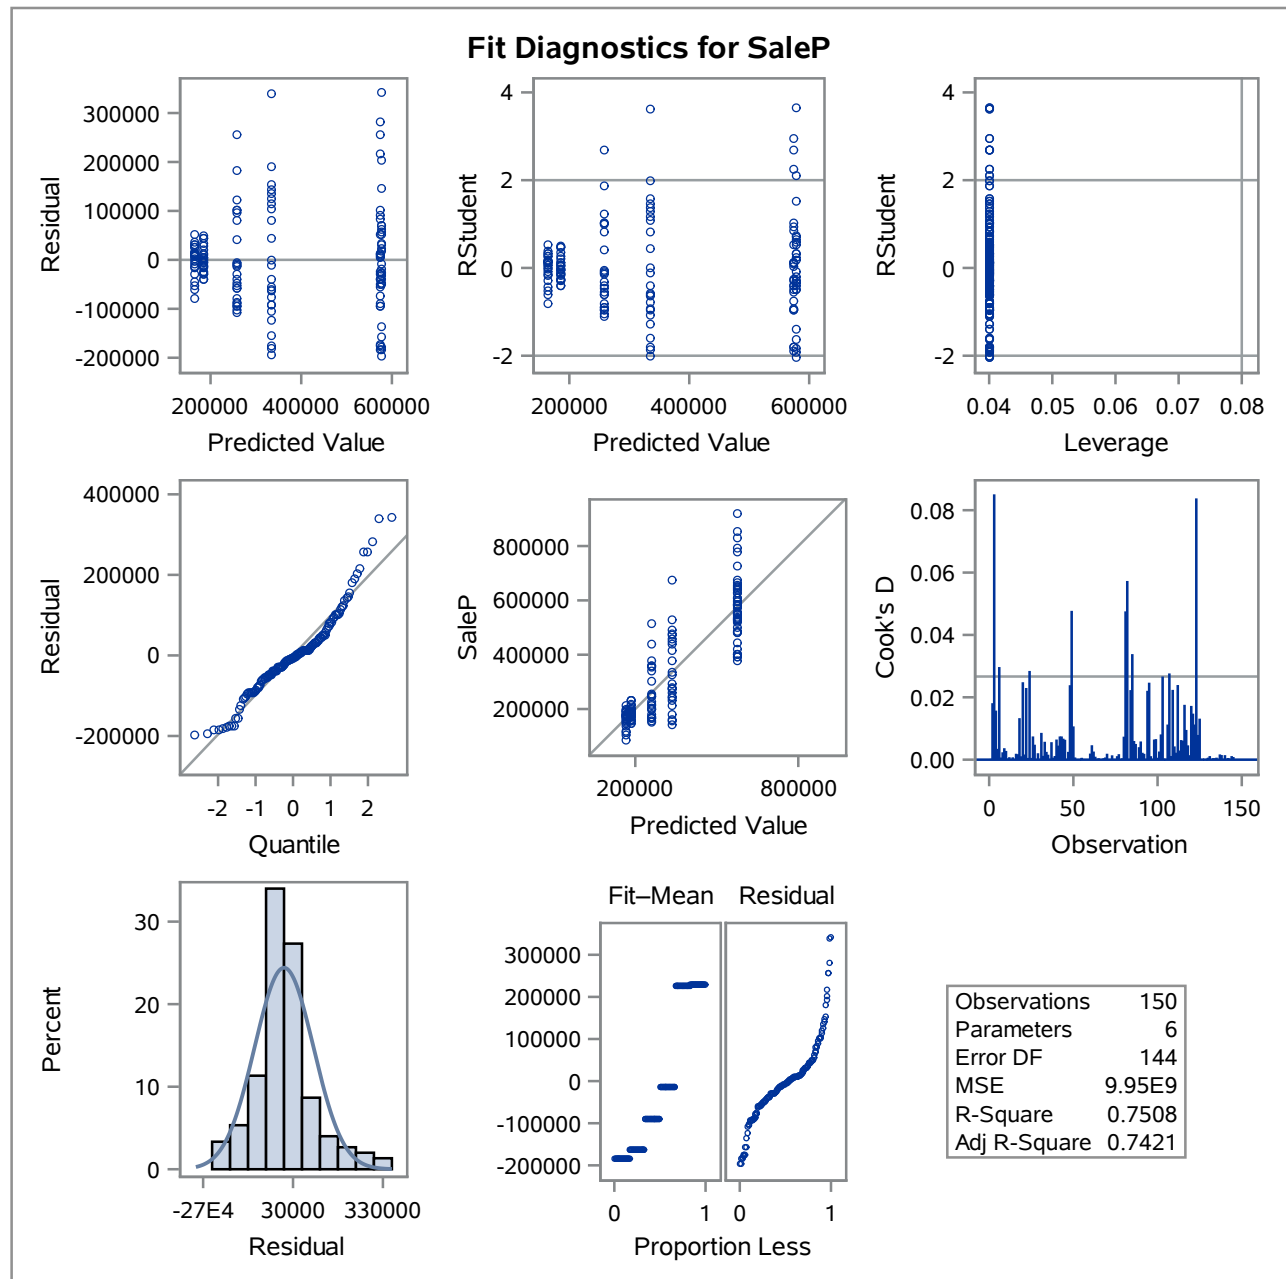 Fit Diagnostics for SaleP
300000
200000
100000
0
-100000
-200000
Residual
200000 400000 600000
Predicted Value
4
2
0
-2
RStudent
200000 400000 600000
Predicted Value
4
2
0
-2
RStudent
0.04 0.05 0.06 0.07 0.08
Leverage
400000
200000
0
-200000
Residual
-2 -1 0 1 2
Quantile
800000
600000
400000
200000
SaleP
200000 800000
Predicted Value
0.08
0.06
0.04
0.02
0.00
Cook's D
0 50 100 150
Observation
30
20
10
0
Percent
-27E4 30000 330000
Residual
Fit–Mean Residual
300000
200000
100000
0
-100000
-200000
0 1 0 1
Proportion Less
Observations 150
Parameters 6
Error DF 144
MSE 9.95E9
R-Square 0.7508
Adj R-Square 0.7421